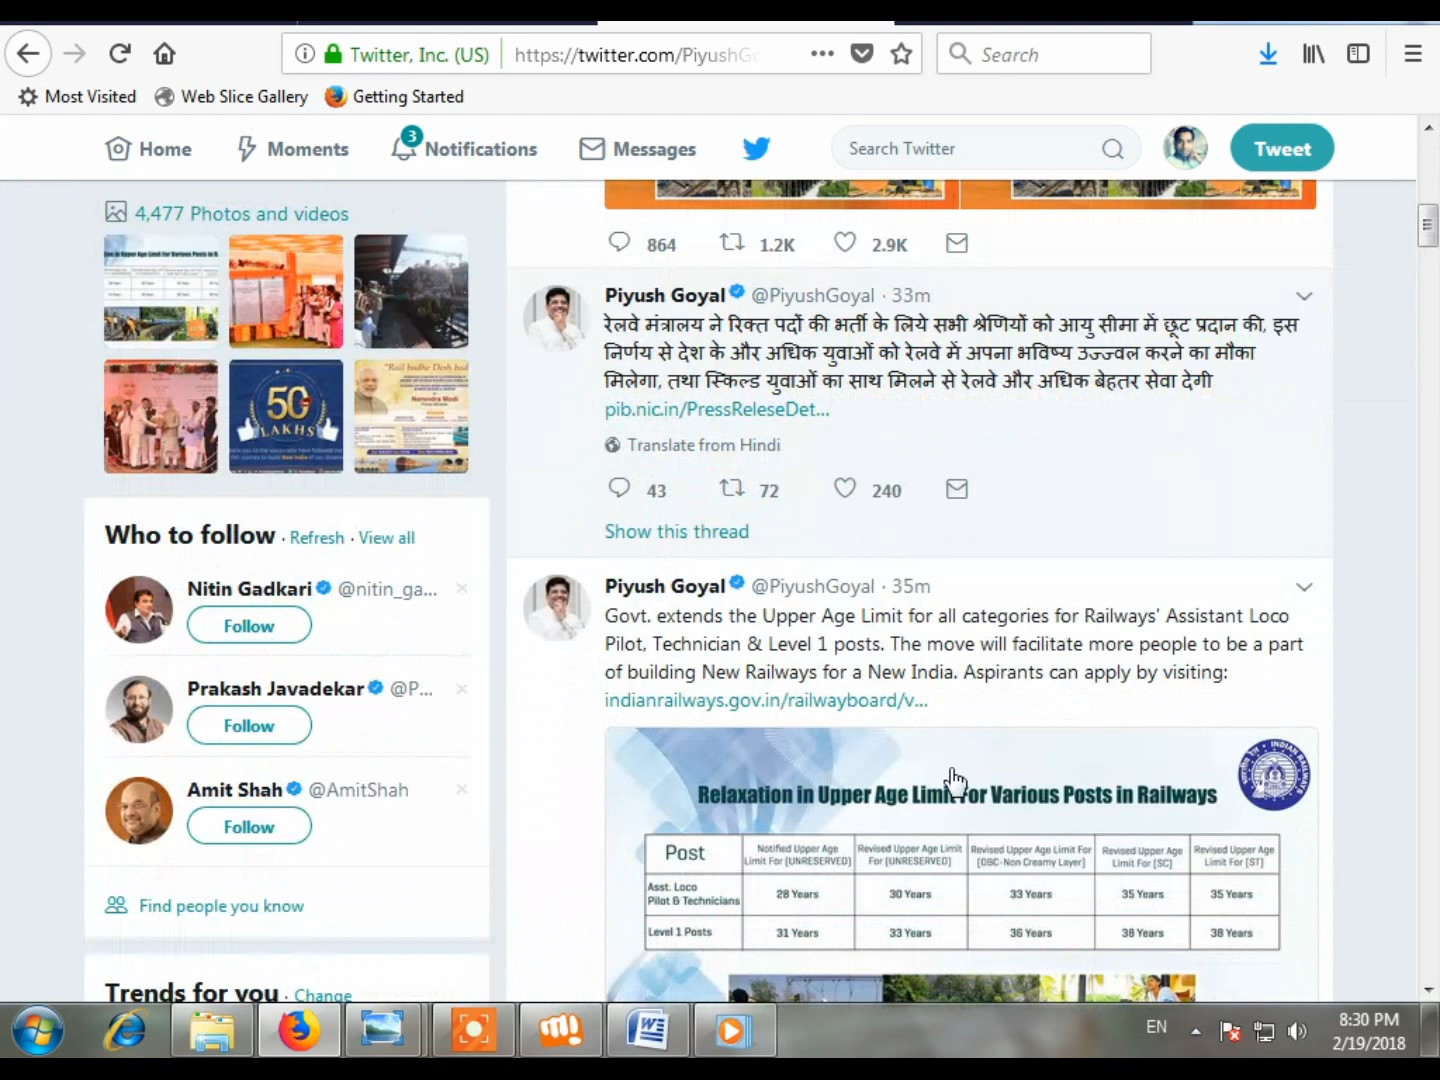 Twitter, Inc. (US)
https://twitter.com/PiyushGo
Search
Most Visited
Web Slice Gallery
Getting Started
Home
Moments
3
Notifications
Messages
Search Twitter
Tweet
4,477 Photos and videos
50
LAKHS
Narendra Modi
Who to follow · Refresh · View all
Nitin Gadkari @nitin_ga...
Follow
Prakash Javadekar @P...
Follow
Amit Shah @AmitShah
Follow
Find people you know
Trends for you · Change
864
1.2K
2.9K
Piyush Goyal @PiyushGoyal · 33m
रेलवे मंत्रालय ने रिक्त पदों की भर्ती के लिये सभी श्रेणियों को आयु सीमा में छूट प्रदान की, इस
निर्णय से देश के और अधिक युवाओं को रेलवे में अपना भविष्य उज्ज्वल करने का मौका
मिलेगा, तथा स्किल्ड युवाओं का साथ मिलने से रेलवे और अधिक बेहतर सेवा देगी
pib.nic.in/PressReleseDet...
Translate from Hindi
43
72
240
Show this thread
Piyush Goyal @PiyushGoyal · 35m
Govt. extends the Upper Age Limit for all categories for Railways' Assistant Loco
Pilot, Technician & Level 1 posts. The move will facilitate more people to be a part
of building New Railways for a New India. Aspirants can apply by visiting:
indianrailways.gov.in/railwayboard/v...
Relaxation in Upper Age Limit For Various Posts in Railways
INDIAN RAILWAYS
Post
Notified Upper Age
Limit For (UNRESERVED)
Revised Upper Age Limit
For (UNRESERVED)
Revised Upper Age Limit For
(OBC-Non Creamy Layer)
Revised Upper Age
Limit For (SC)
Revised Upper Age
Limit For (ST)
Asst. Loco
Pilot & Technicians
28 Years
30 Years
33 Years
35 Years
35 Years
Level 1 Posts
31 Years
33 Years
36 Years
38 Years
38 Years
EN
8:30 PM
2/19/2018